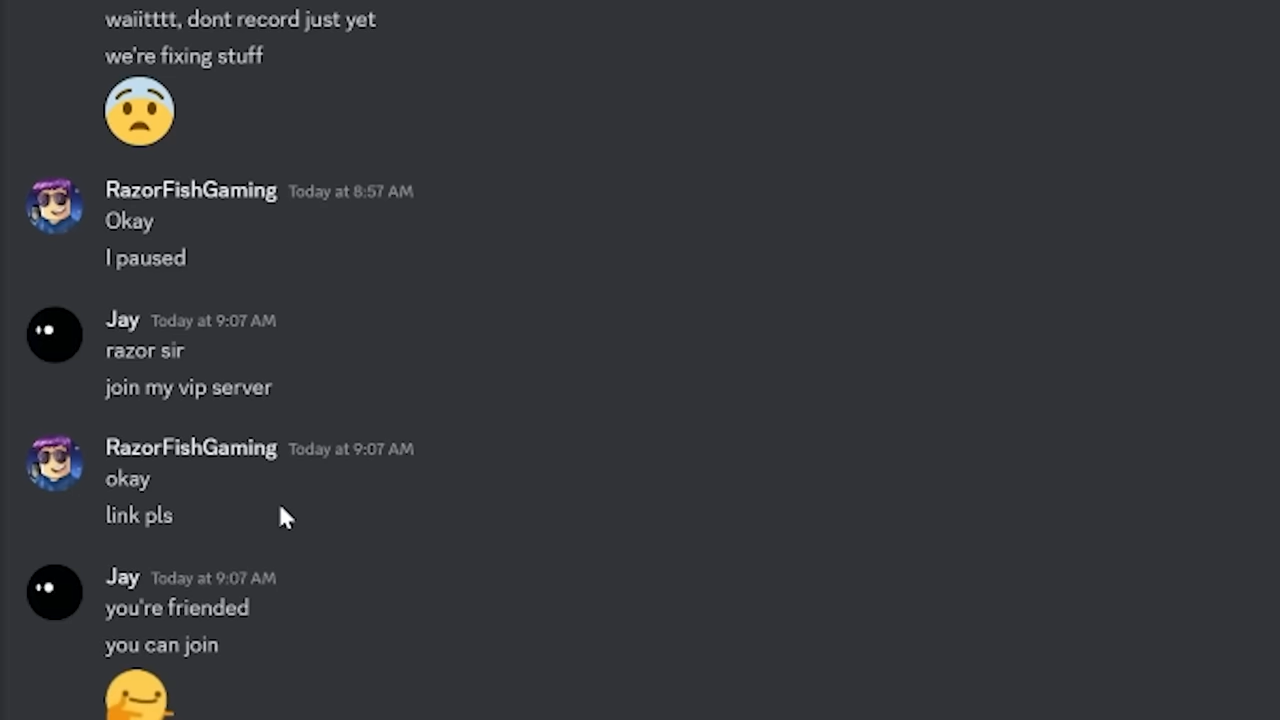 waiitttt, dont record just yet
we're fixing stuff
RazorFishGaming Today at 8:57 AM
Okay
I paused
Jay Today at 9:07 AM
razor sir
join my vip server
RazorFishGaming Today at 9:07 AM
okay
link pls
Jay Today at 9:07 AM
you're friended
you can join